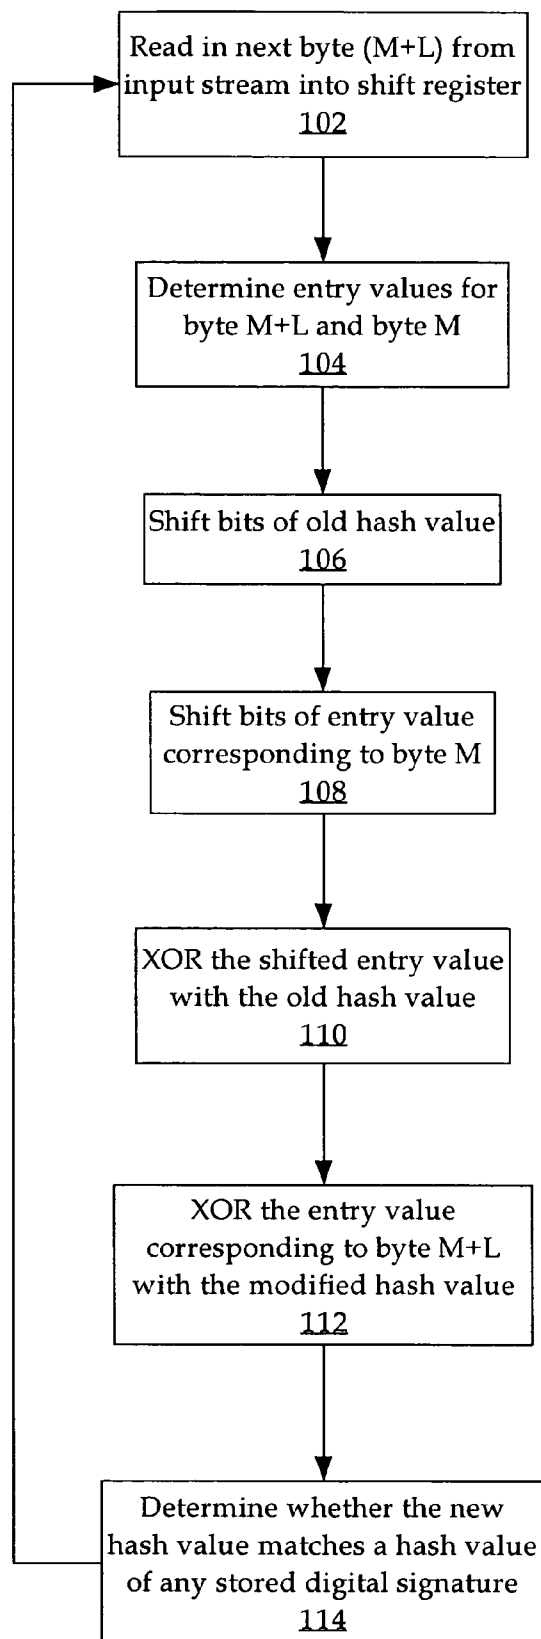 Read in next byte (M+L) from
input stream into shift register
102
Determine entry values for
byte M+L and byte M
104
Shift bits of old hash value
106
Shift bits of entry value
corresponding to byte M
108
XOR the shifted entry value
with the old hash value
110
XOR the entry value
corresponding to byte M+L
with the modified hash value
112
Determine whether the new
hash value matches a hash value
of any stored digital signature
114